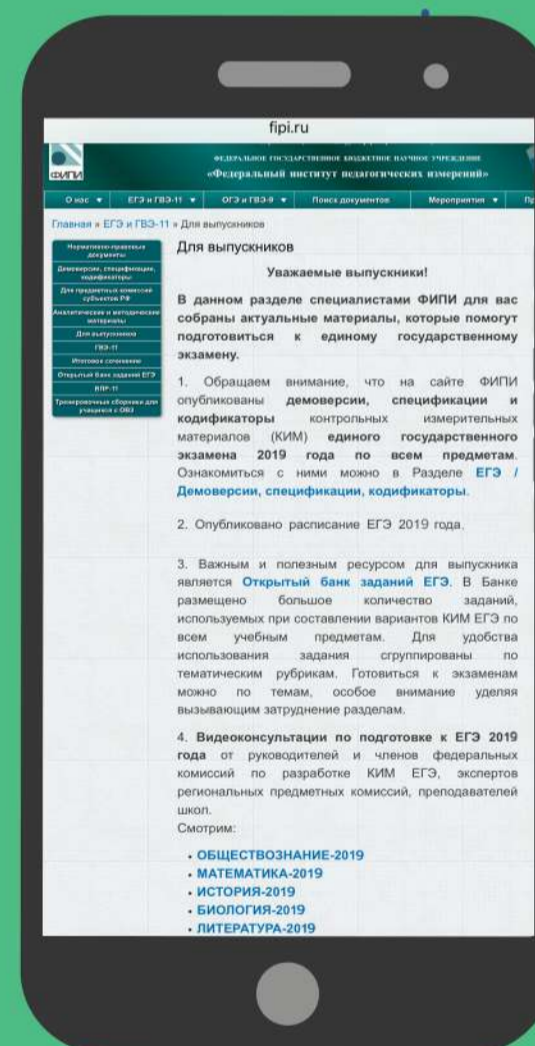 fipi.ru
ФЕДЕРАЛЬНОЕ ГОСУДАРСТВЕННОЕ БЮДЖЕТНОЕ НАУЧНОЕ УЧРЕЖДЕНИЕ
«Федеральный институт педагогических измерений»
ФИПИ
О нас ЕГЭ и ГВЭ-11 ОГЭ и ГВЭ-9 Поиск документов Мероприятия
Главная » ЕГЭ и ГВЭ-11 » Для выпускников
Нормативно-правовые
документы
Демоверсии, спецификации,
кодификаторы
Для предметных комиссий
субъектов РФ
Аналитические и методические
материалы
Для выпускников
ГВЭ-11
Итоговое сочинение
Открытый банк заданий ЕГЭ
ВПР-11
Тренировочные сборники для
учащихся с ОВЗ
Для выпускников
Уважаемые выпускники!
В данном разделе специалистами ФИПИ для вас
собраны актуальные материалы, которые помогут
подготовиться к единому государственному
экзамену.
1. Обращаем внимание, что на сайте ФИПИ
опубликованы демоверсии, спецификации и
кодификаторы контрольных измерительных
материалов (КИМ) единого государственного
экзамена 2019 года по всем предметам.
Ознакомиться с ними можно в Разделе ЕГЭ /
Демоверсии, спецификации, кодификаторы.
2. Опубликовано расписание ЕГЭ 2019 года.
3. Важным и полезным ресурсом для выпускника
является Открытый банк заданий ЕГЭ. В Банке
размещено большое количество заданий,
используемых при составлении вариантов КИМ ЕГЭ по
всем учебным предметам. Для удобства
использования задания сгруппированы по
тематическим рубрикам. Готовиться к экзаменам
можно по темам, особое внимание уделяя
вызывающим затруднение разделам.
4. Видеоконсультации по подготовке к ЕГЭ 2019
года от руководителей и членов федеральных
комиссий по разработке КИМ ЕГЭ, экспертов
региональных предметных комиссий, преподавателей
школ.
Смотрим:
• ОБЩЕСТВОЗНАНИЕ-2019
• МАТЕМАТИКА-2019
• ИСТОРИЯ-2019
• БИОЛОГИЯ-2019
• ЛИТЕРАТУРА-2019